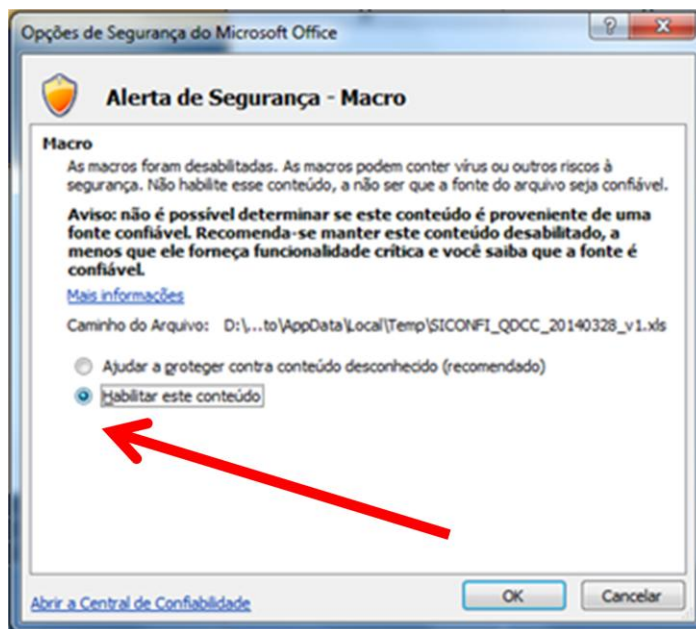 Opções de Segurança do Microsoft Office
Alerta de Segurança - Macro
Macro
As macros foram desabilitadas. As macros podem conter vírus ou outros riscos à
segurança. Não habilite esse conteúdo, a não ser que a fonte do arquivo seja confiável.
Aviso: não é possível determinar se este conteúdo é proveniente de uma
fonte confiável. Recomenda-se manter este conteúdo desabilitado, a
menos que ele forneça funcionalidade crítica e você saiba que a fonte é
confiável.
Mais informações
Caminho do Arquivo: D:\...to\AppData\Local\Temp\SICONFI_QDCC_20140328_v1.xls
Ajudar a proteger contra conteúdo desconhecido (recomendado)
Habilitar este conteúdo
Abrir a Central de Confiabilidade OK Cancelar